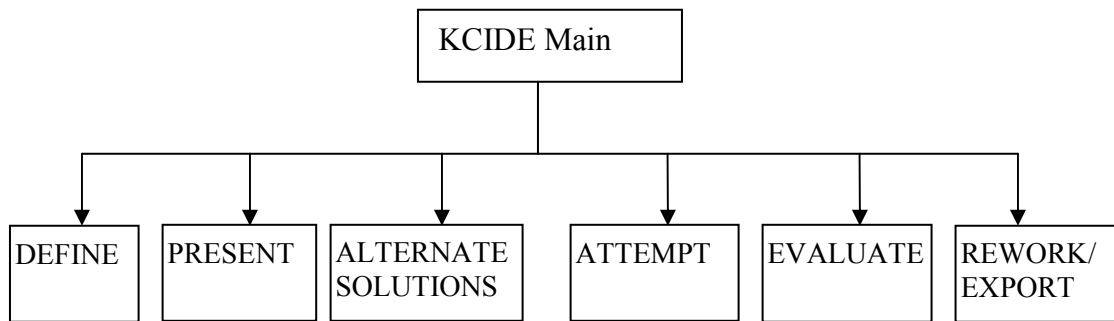 KCIDE Main
DEFINE
PRESENT
ALTERNATE
SOLUTIONS
ATTEMPT
EVALUATE
REWORK/
EXPORT